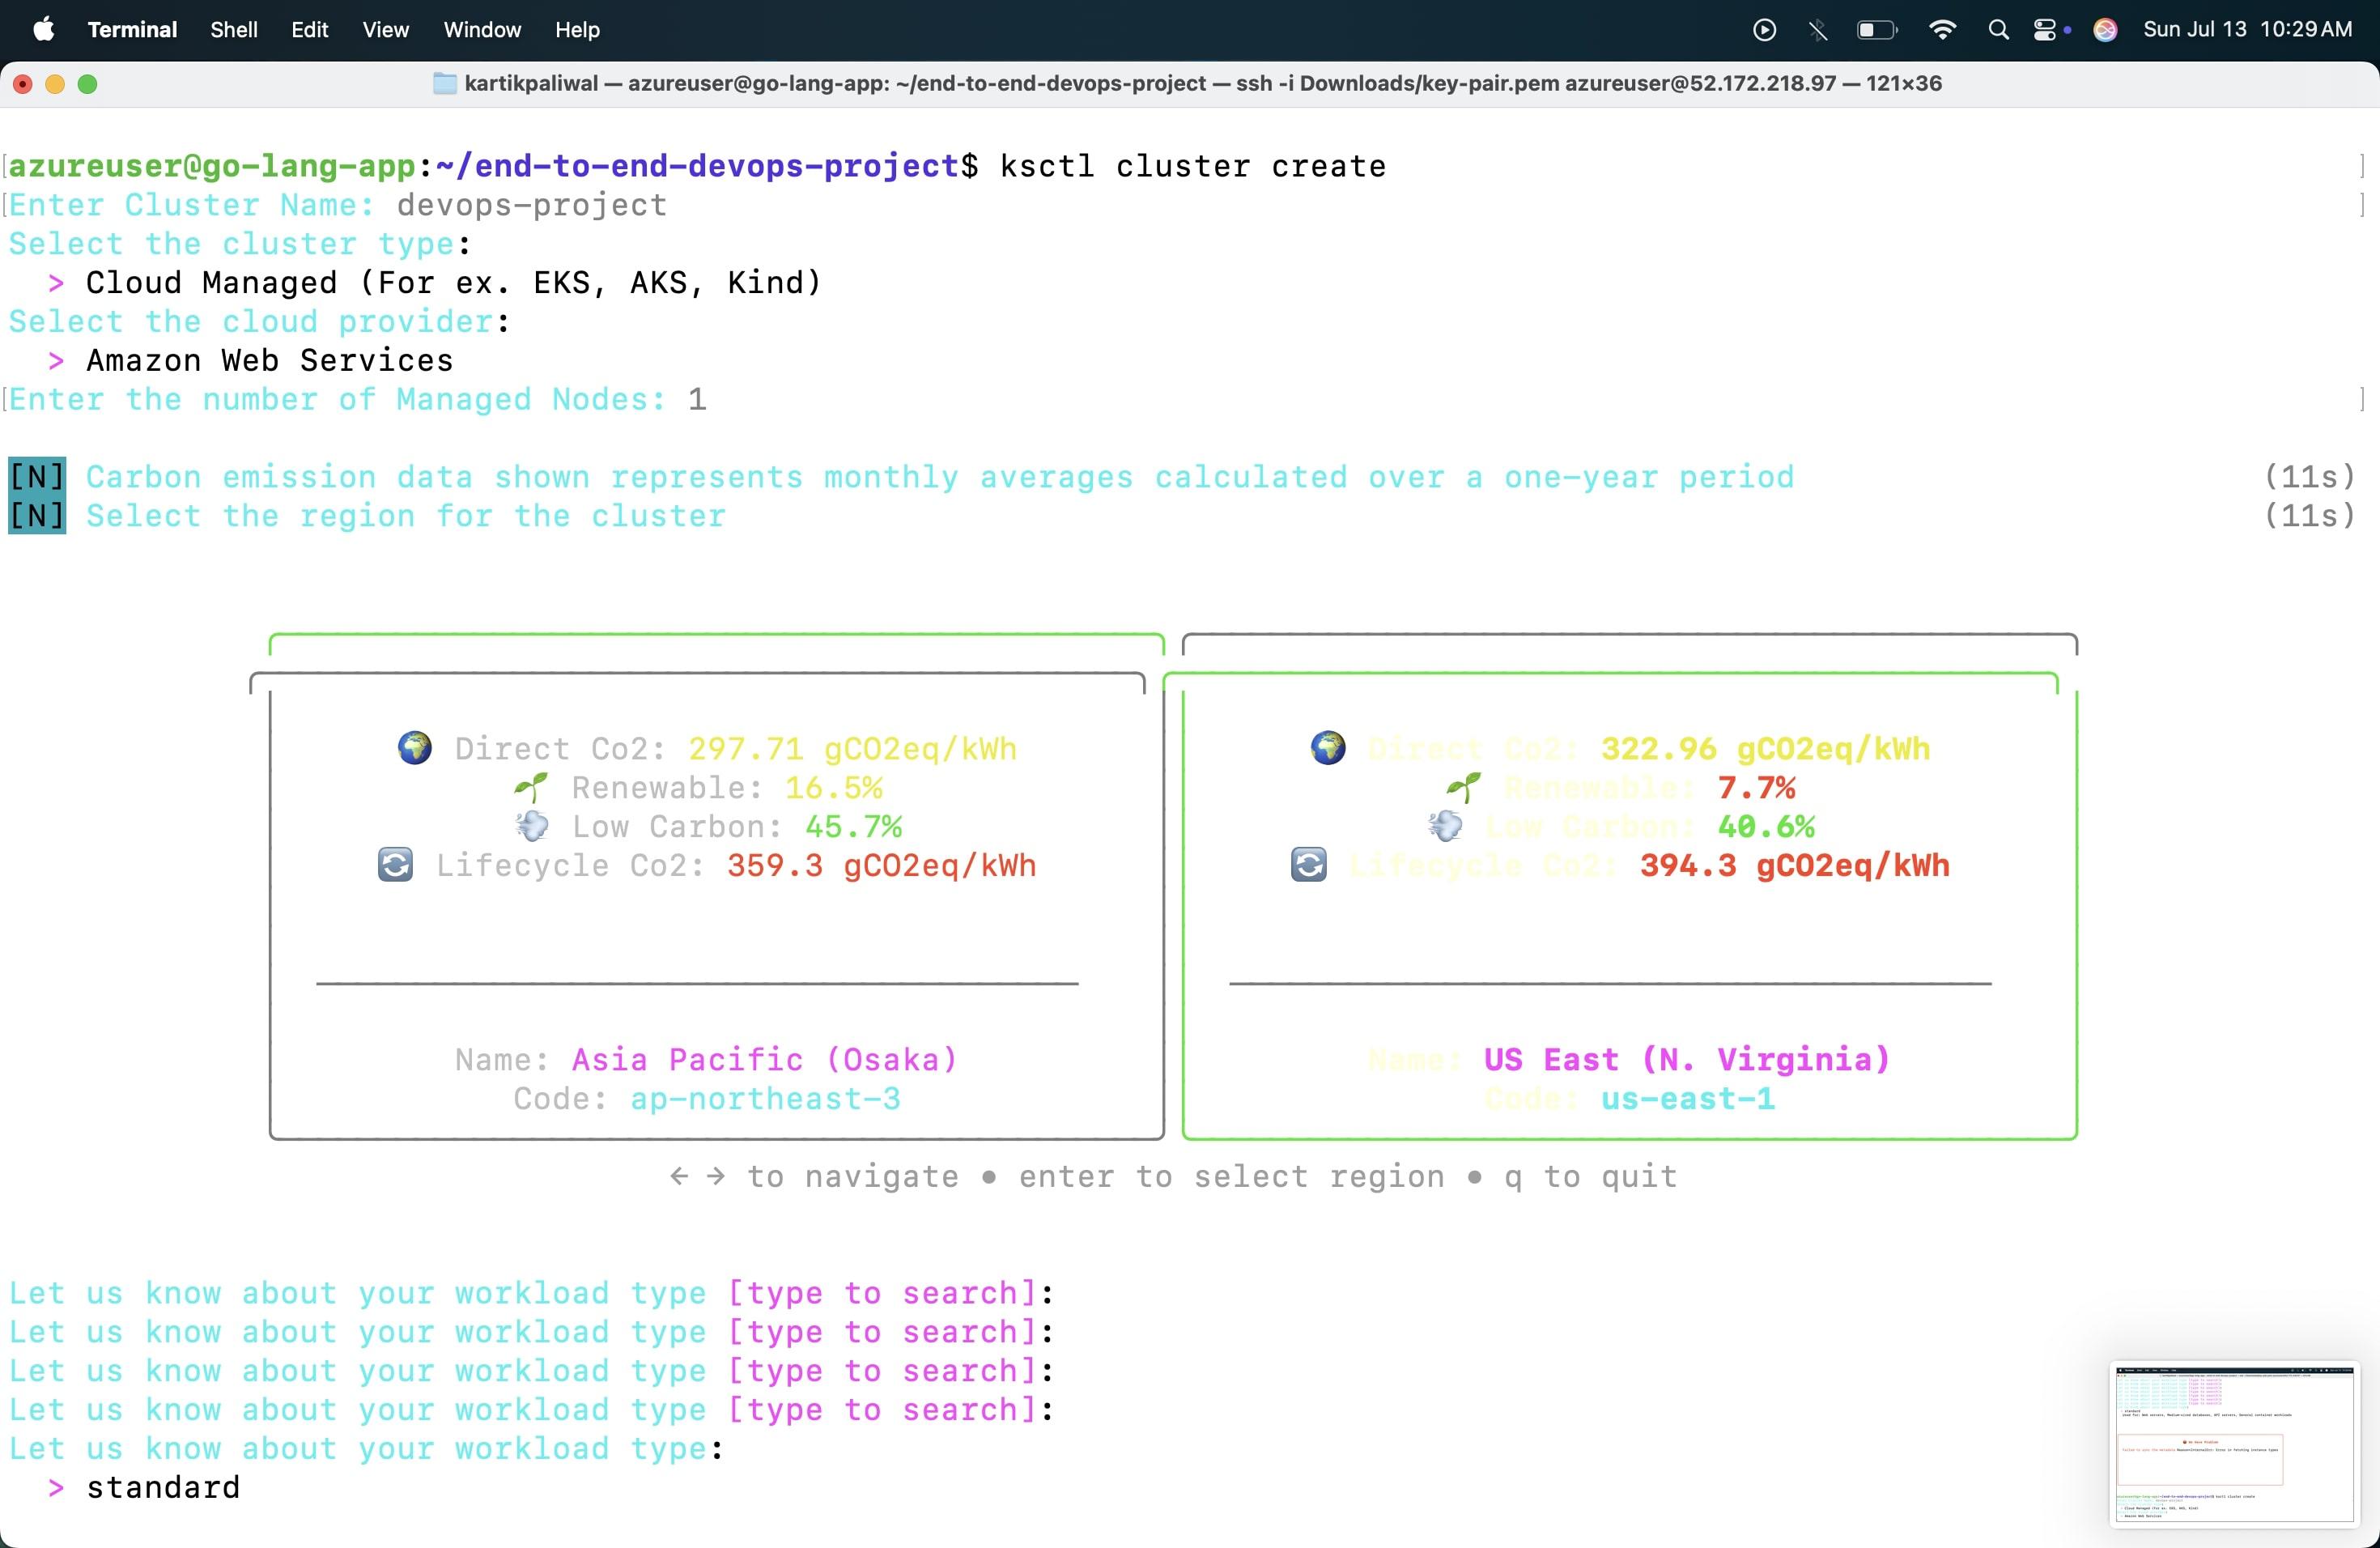 Terminal Shell Edit View Window Help Sun Jul 13 10:29 AM
kartikpaliwal — azureuser@go-lang-app: ~/end-to-end-devops-project — ssh -i Downloads/key-pair.pem azureuser@52.172.218.97 — 121×36
azureuser@go-lang-app:~/end-to-end-devops-project$ ksctl cluster create
Enter Cluster Name: devops-project
Select the cluster type:
> Cloud Managed (For ex. EKS, AKS, Kind)
Select the cloud provider:
> Amazon Web Services
Enter the number of Managed Nodes: 1
[N] Carbon emission data shown represents monthly averages calculated over a one-year period (11s)
[N] Select the region for the cluster (11s)
Direct Co2: 297.71 gCO2eq/kWh
Renewable: 16.5%
Low Carbon: 45.7%
Lifecycle Co2: 359.3 gCO2eq/kWh
Name: Asia Pacific (Osaka)
Code: ap-northeast-3
Direct Co2: 322.96 gCO2eq/kWh
Renewable: 7.7%
Low Carbon: 40.6%
Lifecycle Co2: 394.3 gCO2eq/kWh
Name: US East (N. Virginia)
Code: us-east-1
← → to navigate • enter to select region • q to quit
Let us know about your workload type [type to search]:
Let us know about your workload type [type to search]:
Let us know about your workload type [type to search]:
Let us know about your workload type [type to search]:
Let us know about your workload type:
> standard